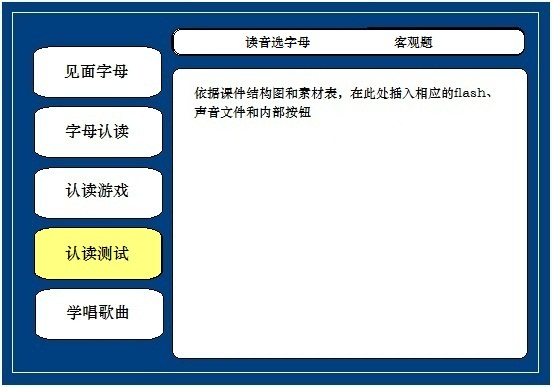 读音选字母 客观题
见面字母
字母认读
认读游戏
认读测试
学唱歌曲
依据课件结构图和素材表，在此处插入相应的flash、
声音文件和内部按钮